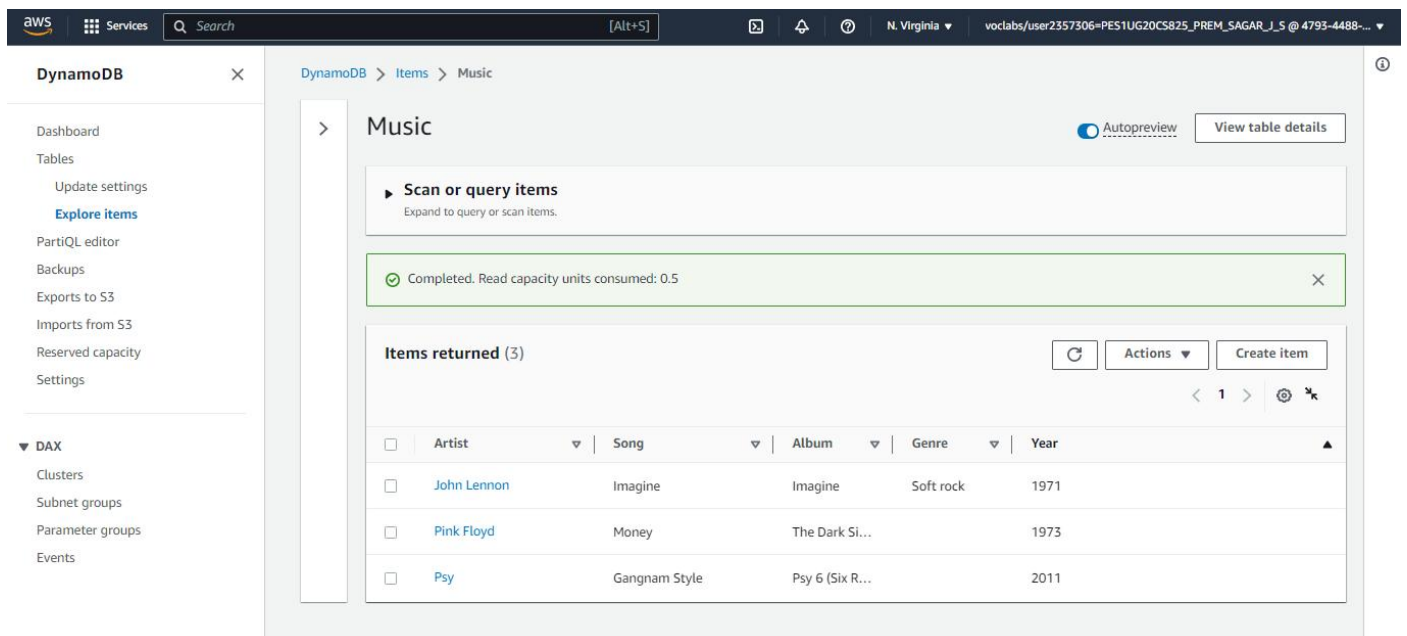 aws Services Search [Alt+S] N. Virginia ▼ voclabs/user2357306=PES1UG20CS825_PREM_SAGAR_J_S @ 4793-4488-... ▼
DynamoDB
Dashboard
Tables
Update settings
Explore items
PartiQL editor
Backups
Exports to S3
Imports from S3
Reserved capacity
Settings
▼ DAX
Clusters
Subnet groups
Parameter groups
Events
DynamoDB > Items > Music
Music
Autopreview View table details
Scan or query items
Expand to query or scan items.
Completed. Read capacity units consumed: 0.5
Items returned (3)
Actions ▼ Create item
< 1 >
Artist Song Album Genre Year
John Lennon Imagine Imagine Soft rock 1971
Pink Floyd Money The Dark Si... 1973
Psy Gangnam Style Psy 6 (Six R... 2011